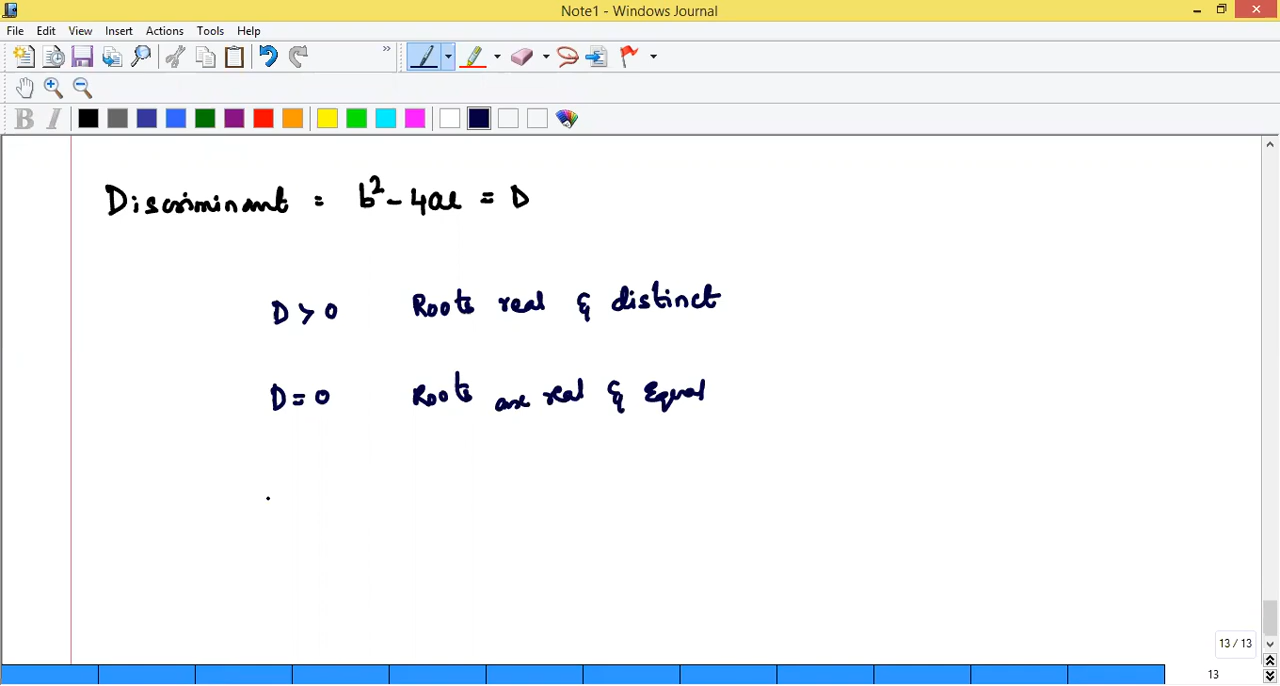 Note1 - Windows Journal
File Edit View Insert Actions Tools Help
B I
Discriminant = b² - 4ac = D
D > 0 Roots real & distinct
D = 0 Roots are real & Equal
13 / 13
13